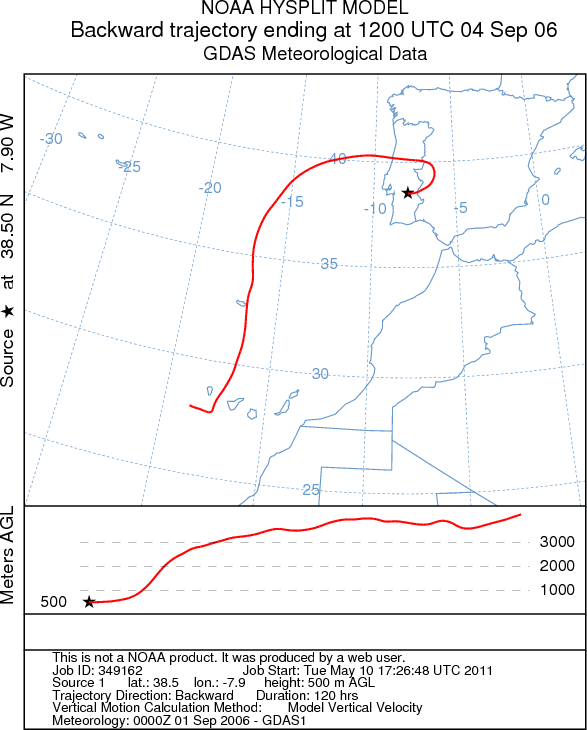 NOAA HYSPLIT MODEL
Backward trajectory ending at 1200 UTC 04 Sep 06
GDAS Meteorological Data
Source ★ at 38.50 N 7.90 W
-30
-25
-20
-15
-10
-5
0
40
35
30
25
Meters AGL
3000
2000
1000
500
This is not a NOAA product. It was produced by a web user.
Job ID: 349162 Job Start: Tue May 10 17:26:48 UTC 2011
Source 1 lat.: 38.5 lon.: -7.9 height: 500 m AGL
Trajectory Direction: Backward Duration: 120 hrs
Vertical Motion Calculation Method: Model Vertical Velocity
Meteorology: 0000Z 01 Sep 2006 - GDAS1